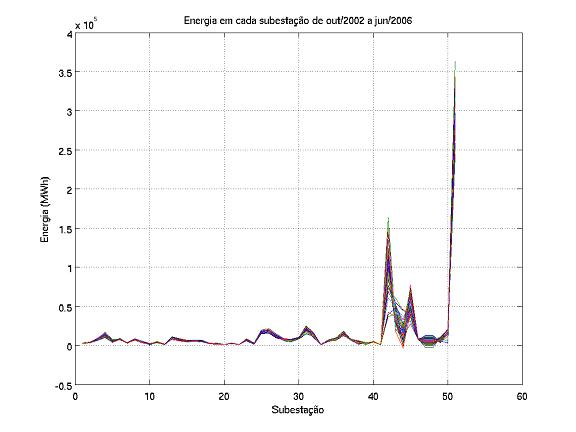 Energia em cada subestação de out/2002 a jun/2006
x 10^5
4
3.5
3
2.5
2
1.5
1
0.5
0
-0.5
Energia (MWh)
0 10 20 30 40 50 60
Subestação